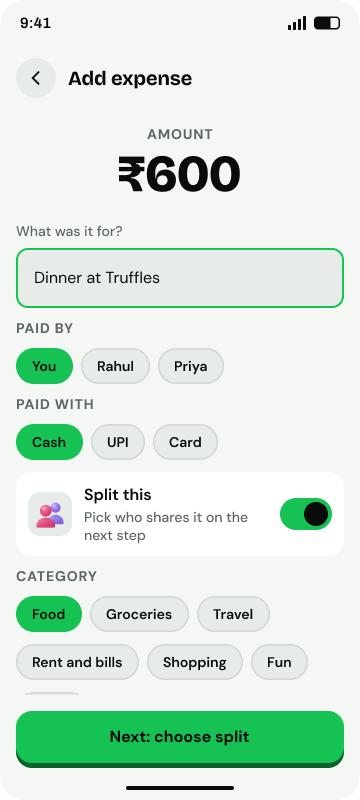 9:41
Add expense
AMOUNT
₹600
What was it for?
Dinner at Truffles
PAID BY
You Rahul Priya
PAID WITH
Cash UPI Card
Split this
Pick who shares it on the
next step
CATEGORY
Food Groceries Travel
Rent and bills Shopping Fun
Next: choose split